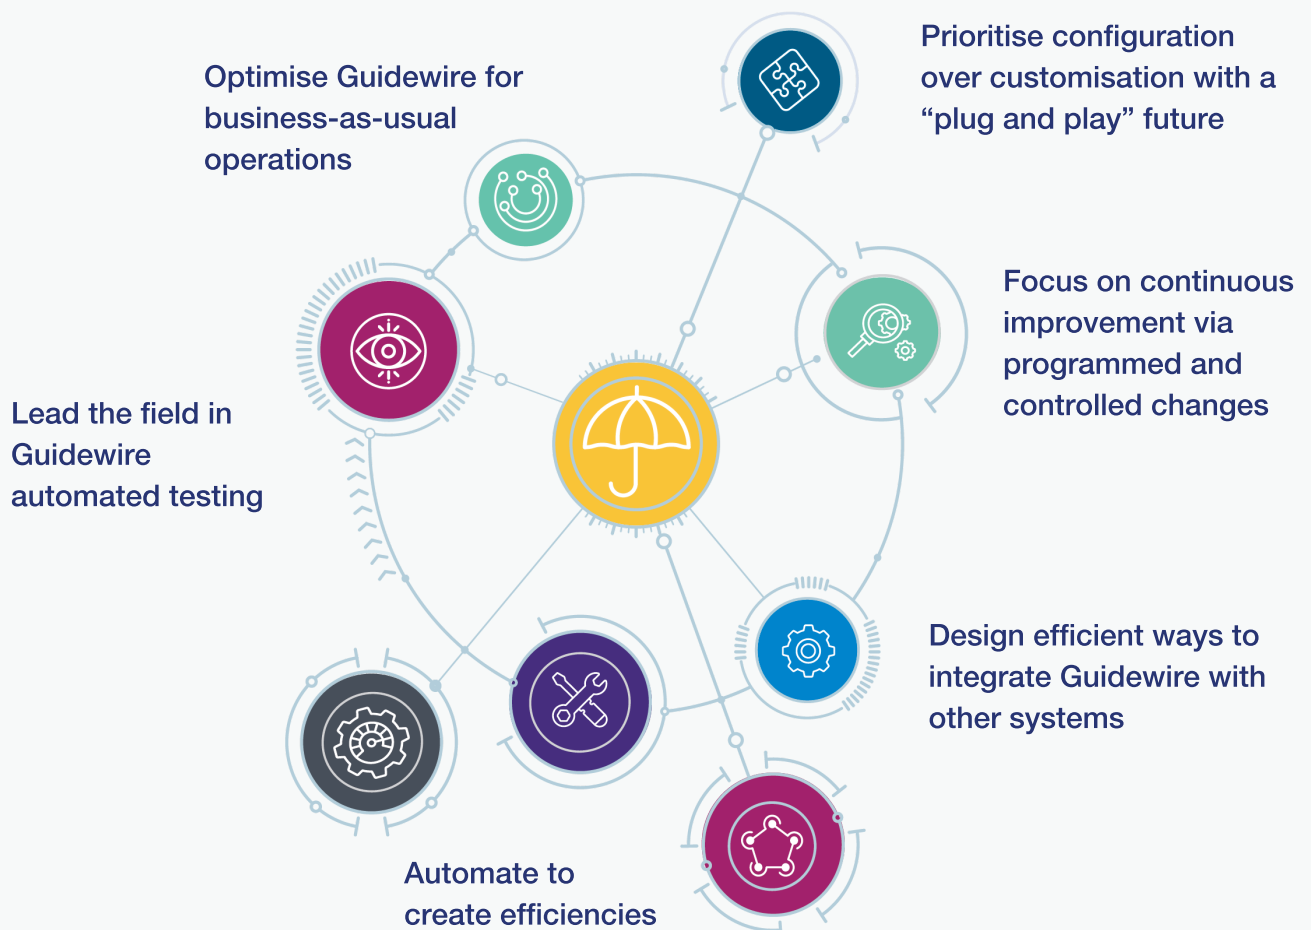 Optimise Guidewire for
business-as-usual
operations
Prioritise configuration
over customisation with a
“plug and play” future
Focus on continuous
improvement via
programmed and
controlled changes
Lead the field in
Guidewire
automated testing
Design efficient ways to
integrate Guidewire with
other systems
Automate to
create efficiencies